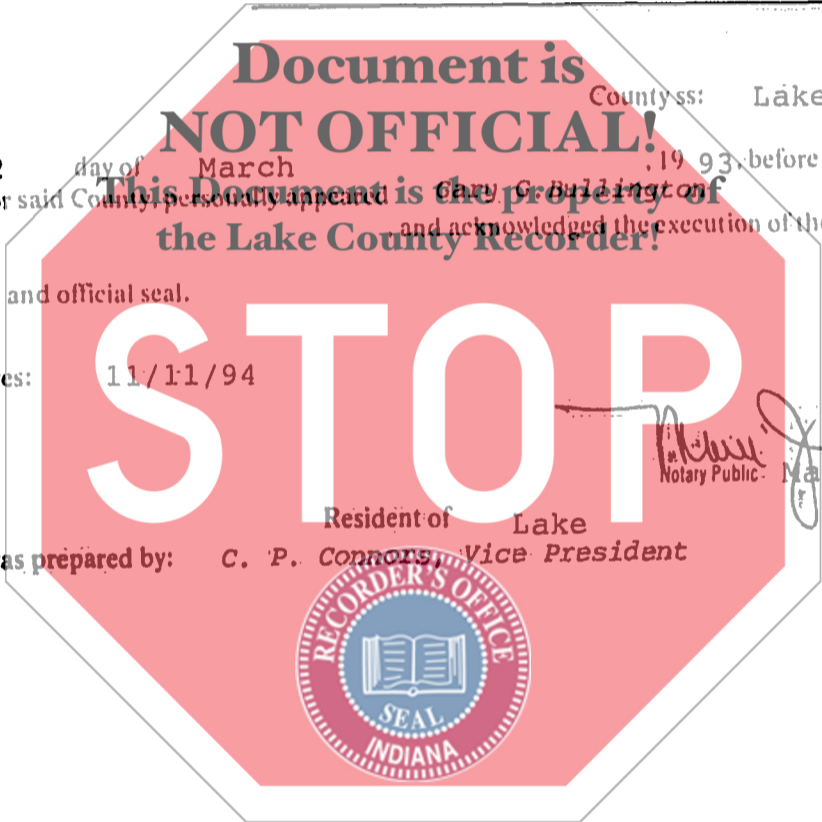 Document is
County ss: Lake
NOT OFFICIAL!
day of March , 19 93, before
This Document is the property of
r said County, personally appeared Gary G. Bullington
, and acknowledged the execution of the
the Lake County Recorder!
and official seal.
STOP
es: 11/11/94
Notary Public
Resident of Lake
as prepared by: C. P. Connors, Vice President
RECORDER'S OFFICE
SEAL
INDIANA